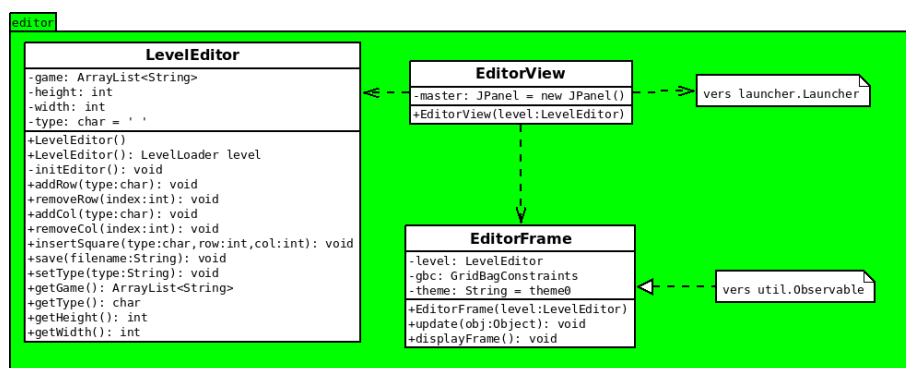 editor
LevelEditor
-game: ArrayList<String>
-height: int
-width: int
-type: char = ' '
+LevelEditor()
+LevelEditor(): LevelLoader level
-initEditor(): void
+addRow(type:char): void
+removeRow(index:int): void
+addCol(type:char): void
+removeCol(index:int): void
+insertSquare(type:char,row:int,col:int): void
+save(filename:String): void
+setType(type:String): void
+getGame(): ArrayList<String>
+getType(): char
+getHeight(): int
+getWidth(): int
EditorView
-master: JPanel = new JPanel()
+EditorView(level:LevelEditor)
vers launcher.Launcher
EditorFrame
-level: LevelEditor
-gbc: GridBagConstraints
-theme: String = theme0
+EditorFrame(level:LevelEditor)
+update(obj:Object): void
+displayFrame(): void
vers util.Observable